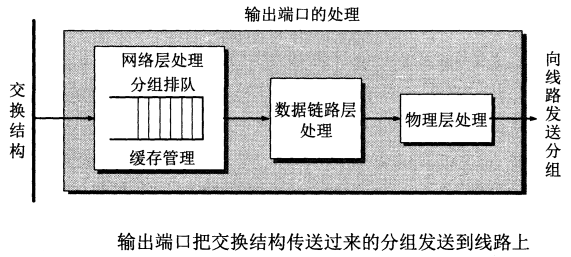 输出端口的处理
交换结构
网络层处理
分组排队
缓存管理
数据链路层
处理
物理层处理
向线路发送分组
输出端口把交换结构传送过来的分组发送到线路上